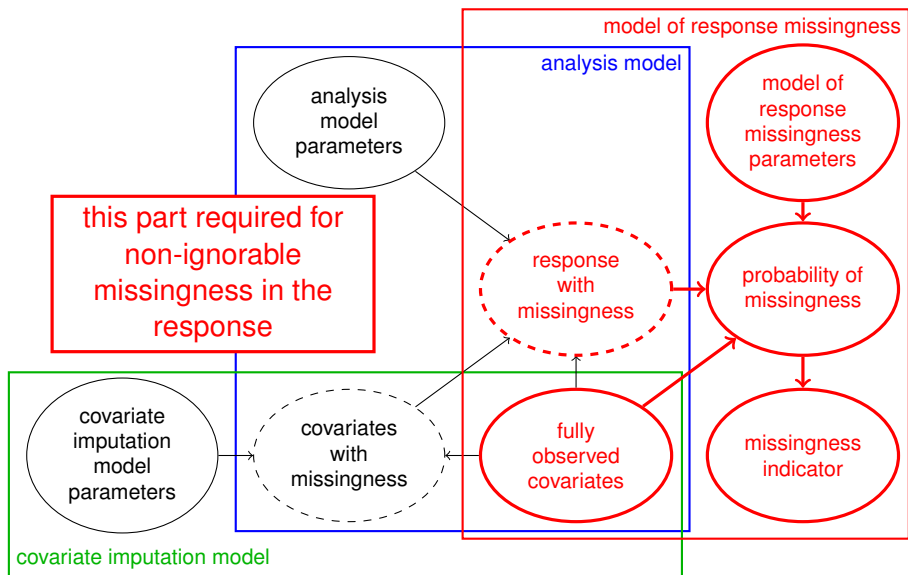 model of response missingness
analysis model
analysis
model
parameters
model of
response
missingness
parameters
this part required for
non-ignorable
missingness in the
response
response
with
missingness
probability of
missingness
covariate
imputation
model
parameters
covariates
with
missingness
fully
observed
covariates
missingness
indicator
covariate imputation model